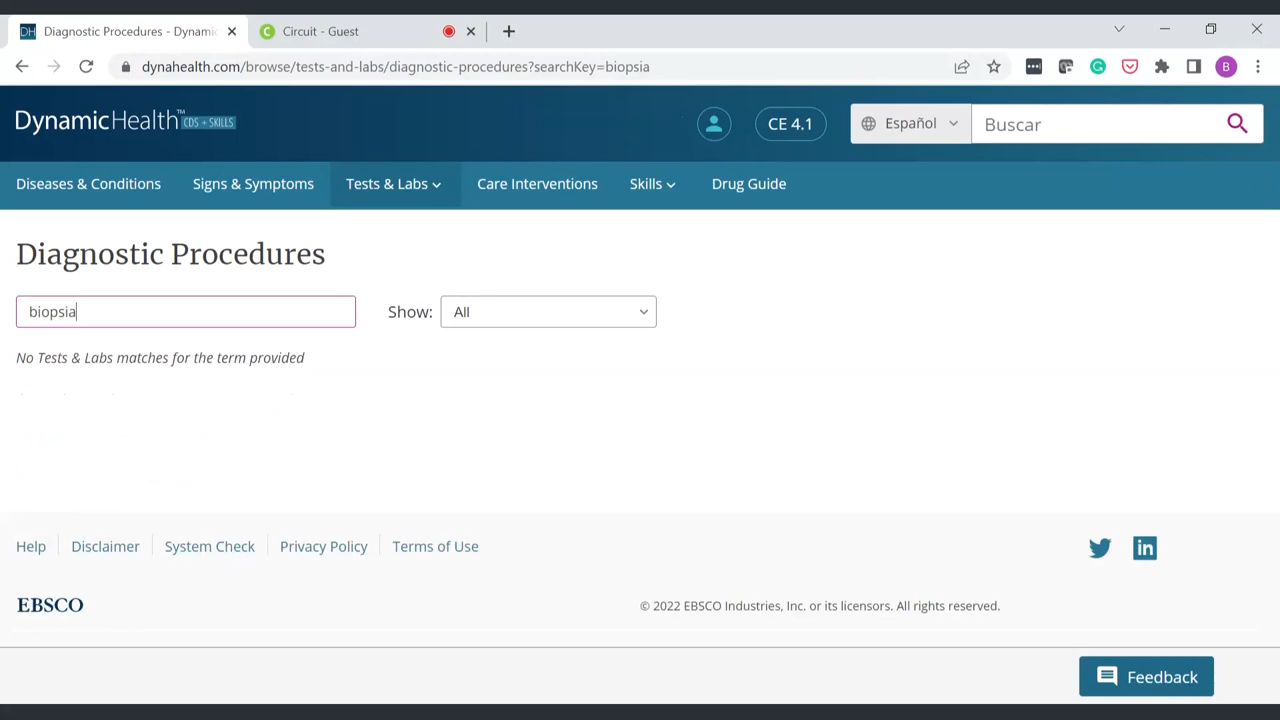 Diagnostic Procedures - Dynamic
Circuit - Guest
dynahealth.com/browse/tests-and-labs/diagnostic-procedures?searchKey=biopsia
B
DynamicHealth™ CDS + SKILLS
CE 4.1
Español
Buscar
Diseases & Conditions
Signs & Symptoms
Tests & Labs
Care Interventions
Skills
Drug Guide
Diagnostic Procedures
biopsia
Show:
All
No Tests & Labs matches for the term provided
Help
Disclaimer
System Check
Privacy Policy
Terms of Use
EBSCO
© 2022 EBSCO Industries, Inc. or its licensors. All rights reserved.
Feedback